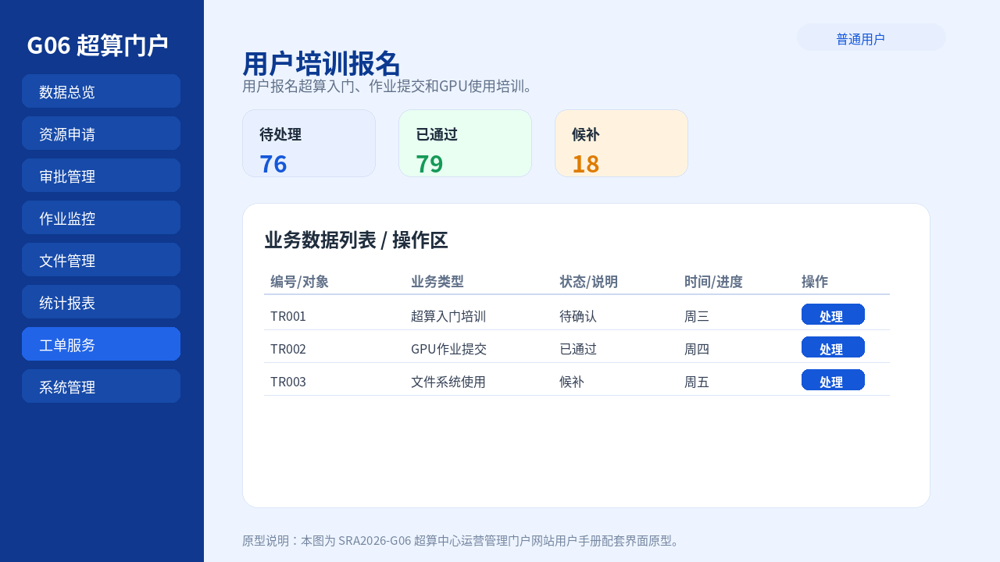 G06 超算门户
数据总览
资源申请
审批管理
作业监控
文件管理
统计报表
工单服务
系统管理
普通用户
用户培训报名
用户报名超算入门、作业提交和GPU使用培训。
待处理
76
已通过
79
候补
18
业务数据列表 / 操作区
编号/对象 业务类型 状态/说明 时间/进度 操作
TR001 超算入门培训 待确认 周三 处理
TR002 GPU作业提交 已通过 周四 处理
TR003 文件系统使用 候补 周五 处理
原型说明：本图为 SRA2026-G06 超算中心运营管理门户网站用户手册配套界面原型。